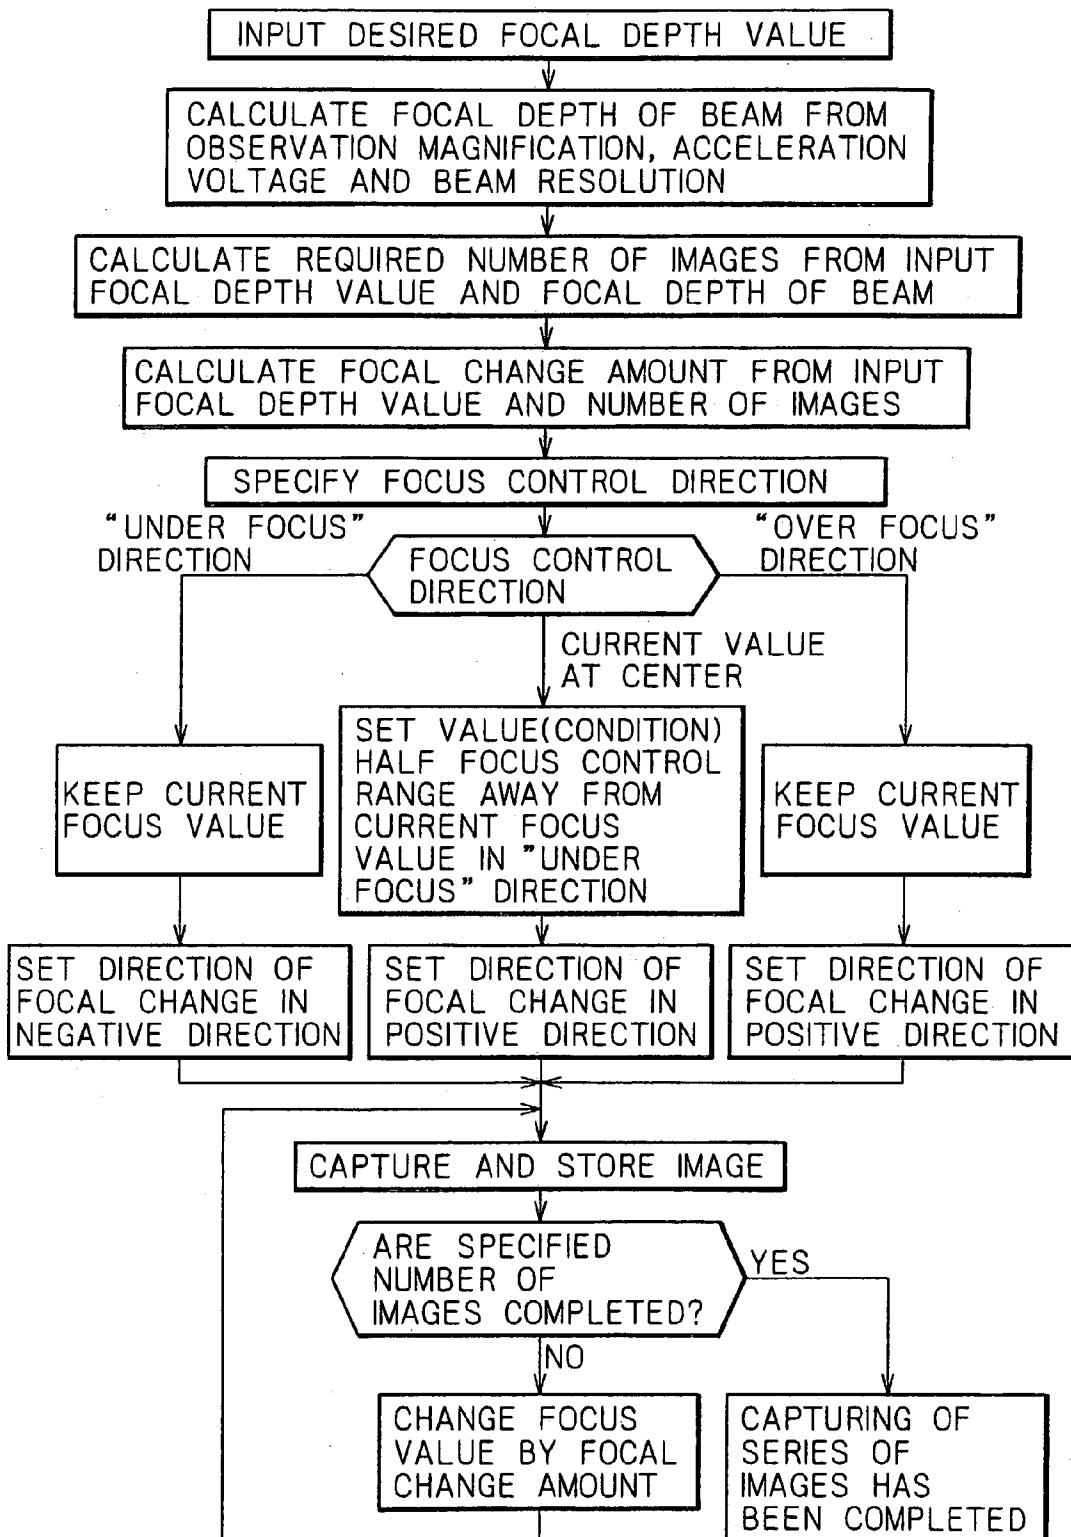 INPUT DESIRED FOCAL DEPTH VALUE
CALCULATE FOCAL DEPTH OF BEAM FROM
OBSERVATION MAGNIFICATION, ACCELERATION
VOLTAGE AND BEAM RESOLUTION
CALCULATE REQUIRED NUMBER OF IMAGES FROM INPUT
FOCAL DEPTH VALUE AND FOCAL DEPTH OF BEAM
CALCULATE FOCAL CHANGE AMOUNT FROM INPUT
FOCAL DEPTH VALUE AND NUMBER OF IMAGES
SPECIFY FOCUS CONTROL DIRECTION
"UNDER FOCUS"
DIRECTION
FOCUS CONTROL
DIRECTION
"OVER FOCUS"
DIRECTION
CURRENT VALUE
AT CENTER
KEEP CURRENT
FOCUS VALUE
SET VALUE(CONDITION)
HALF FOCUS CONTROL
RANGE AWAY FROM
CURRENT FOCUS
VALUE IN "UNDER
FOCUS" DIRECTION
KEEP CURRENT
FOCUS VALUE
SET DIRECTION OF
FOCAL CHANGE IN
NEGATIVE DIRECTION
SET DIRECTION OF
FOCAL CHANGE IN
POSITIVE DIRECTION
SET DIRECTION OF
FOCAL CHANGE IN
POSITIVE DIRECTION
CAPTURE AND STORE IMAGE
ARE SPECIFIED
NUMBER OF
IMAGES COMPLETED?
YES
NO
CHANGE FOCUS
VALUE BY FOCAL
CHANGE AMOUNT
CAPTURING OF
SERIES OF
IMAGES HAS
BEEN COMPLETED